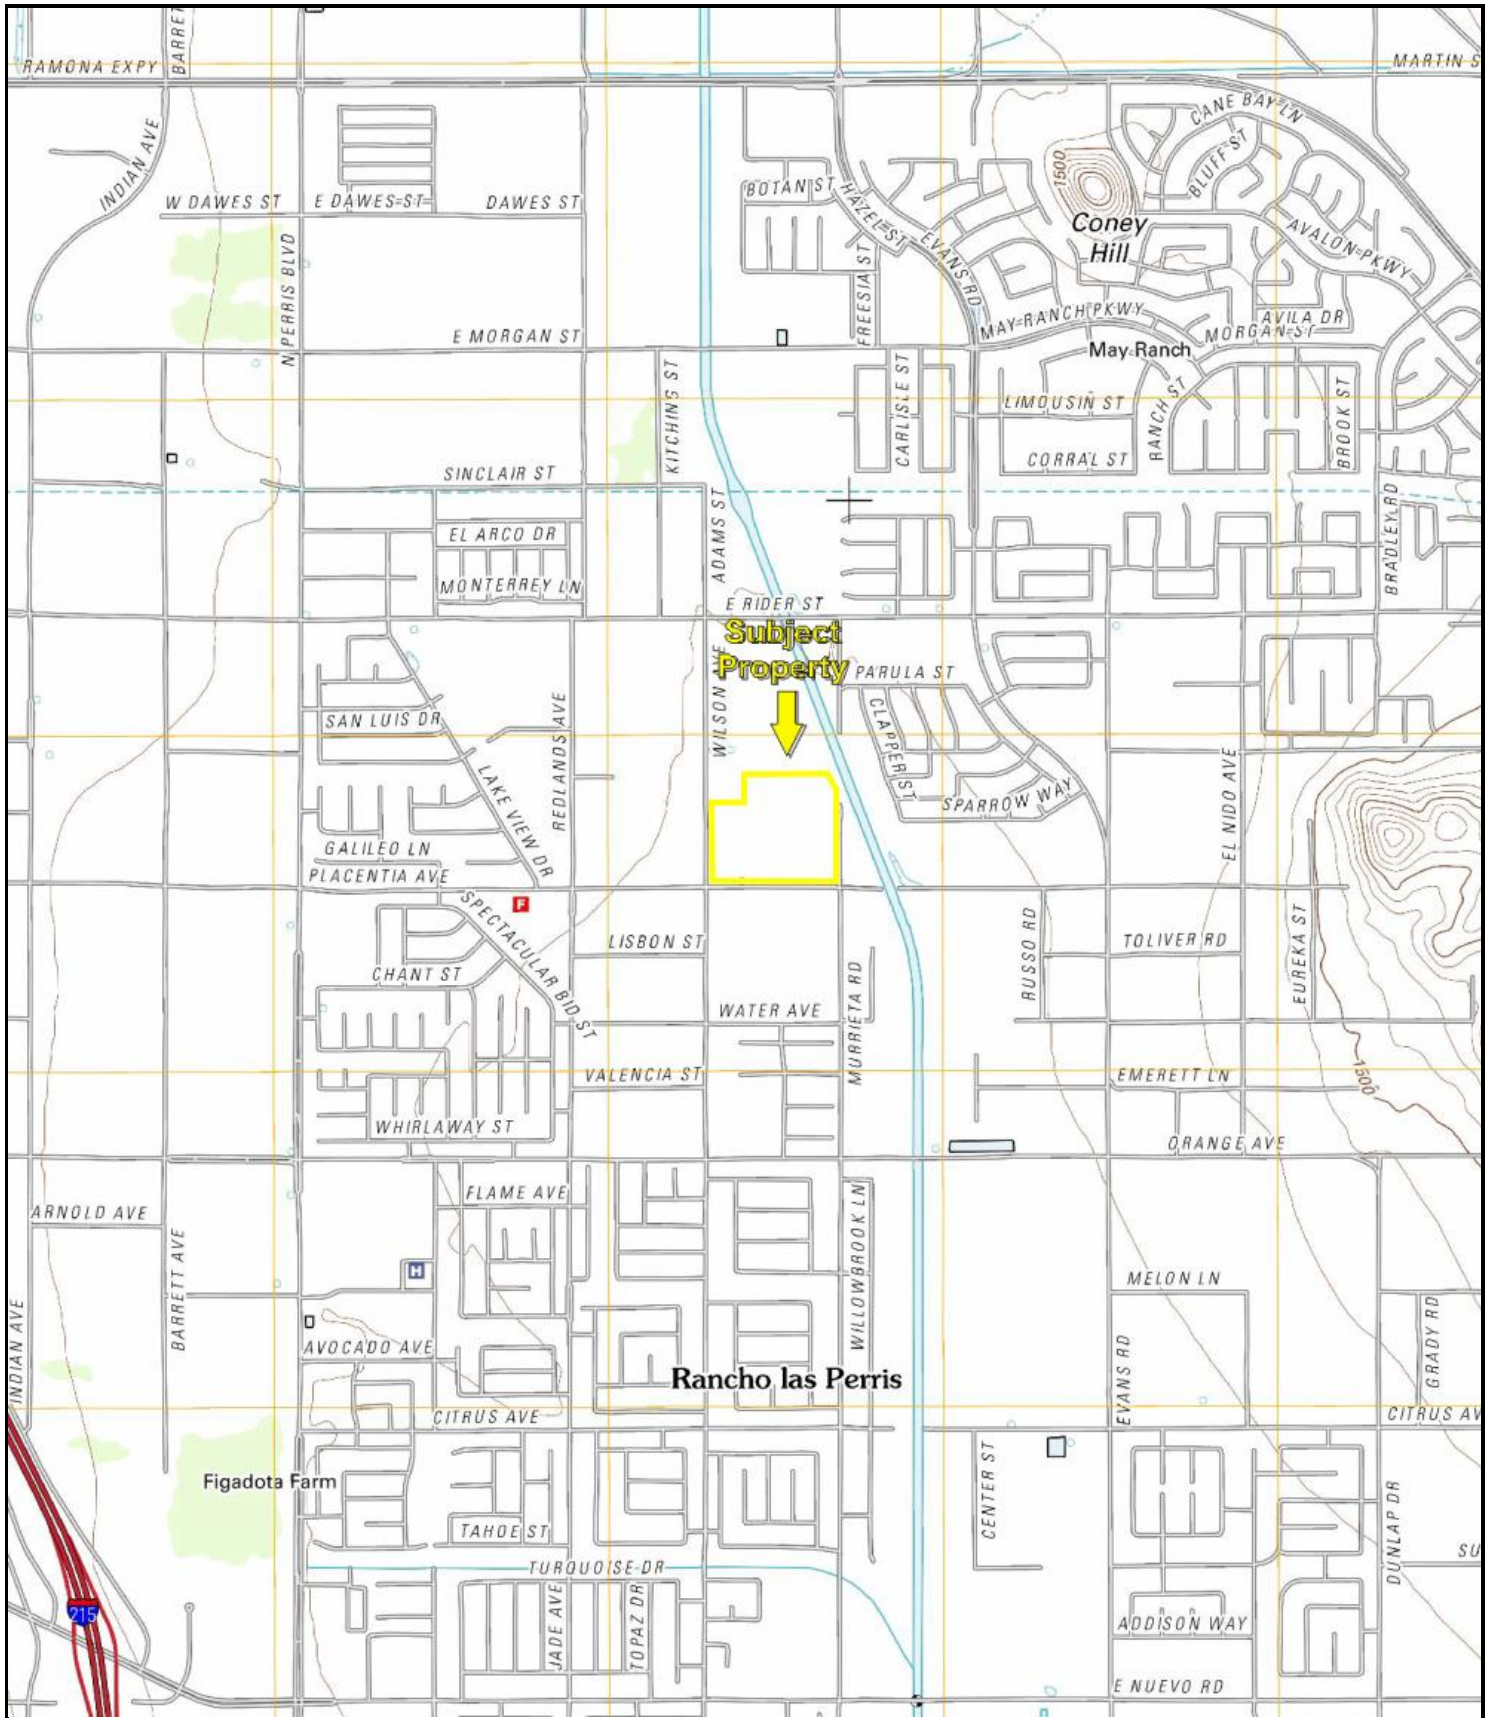 BARRET
RAMONA EXPY
MARTIN S
CANE BAY LN
INDIAN AVE
BLUFF ST
1500
W DAWES ST
E DAWES ST
DAWES ST
BOTAN ST
HAZEL ST
Coney
Hill
EVANS RD
AVALON PKWY
N PERRIS BLVD
FREESIA ST
MAY RANCH PKWY
AVILA DR
E MORGAN ST
MORGAN ST
May Ranch
KITCHING ST
CARLISLE ST
LIMOUSIN ST
RANCH ST
BROOK ST
SINCLAIR ST
CORRAL ST
ADAMS ST
BRADLEY RD
EL ARCO DR
MONTERREY LN
E RIDER ST
Subject
Property
WILSON AVE
PARULA ST
SAN LUIS DR
REDLANDS AVE
CLAPPER ST
LAKE VIEW DR
SPARROW WAY
EL NIDO AVE
GALILEO LN
PLACENTIA AVE
F
SPECTACULAR BID ST
LISBON ST
RUSSO RD
TOLIVER RD
EUREKA ST
CHANT ST
MURRIETA RD
WATER AVE
VALENCIA ST
EMERETT LN
1500
WHIRLAWAY ST
ORANGE AVE
FLAME AVE
ARNOLD AVE
WILLOWBROOK LN
BARRETT AVE
H
MELON LN
INDIAN AVE
AVOCADO AVE
EVANS RD
GRADY RD
Rancho las Perris
CITRUS AVE
CITRUS AV
Figadota Farm
CENTER ST
DUNLAP DR
TAHOE ST
TURQUOISE DR
SU
215
JADE AVE
TOPAZ DR
ADDISON WAY
E NUEVO RD